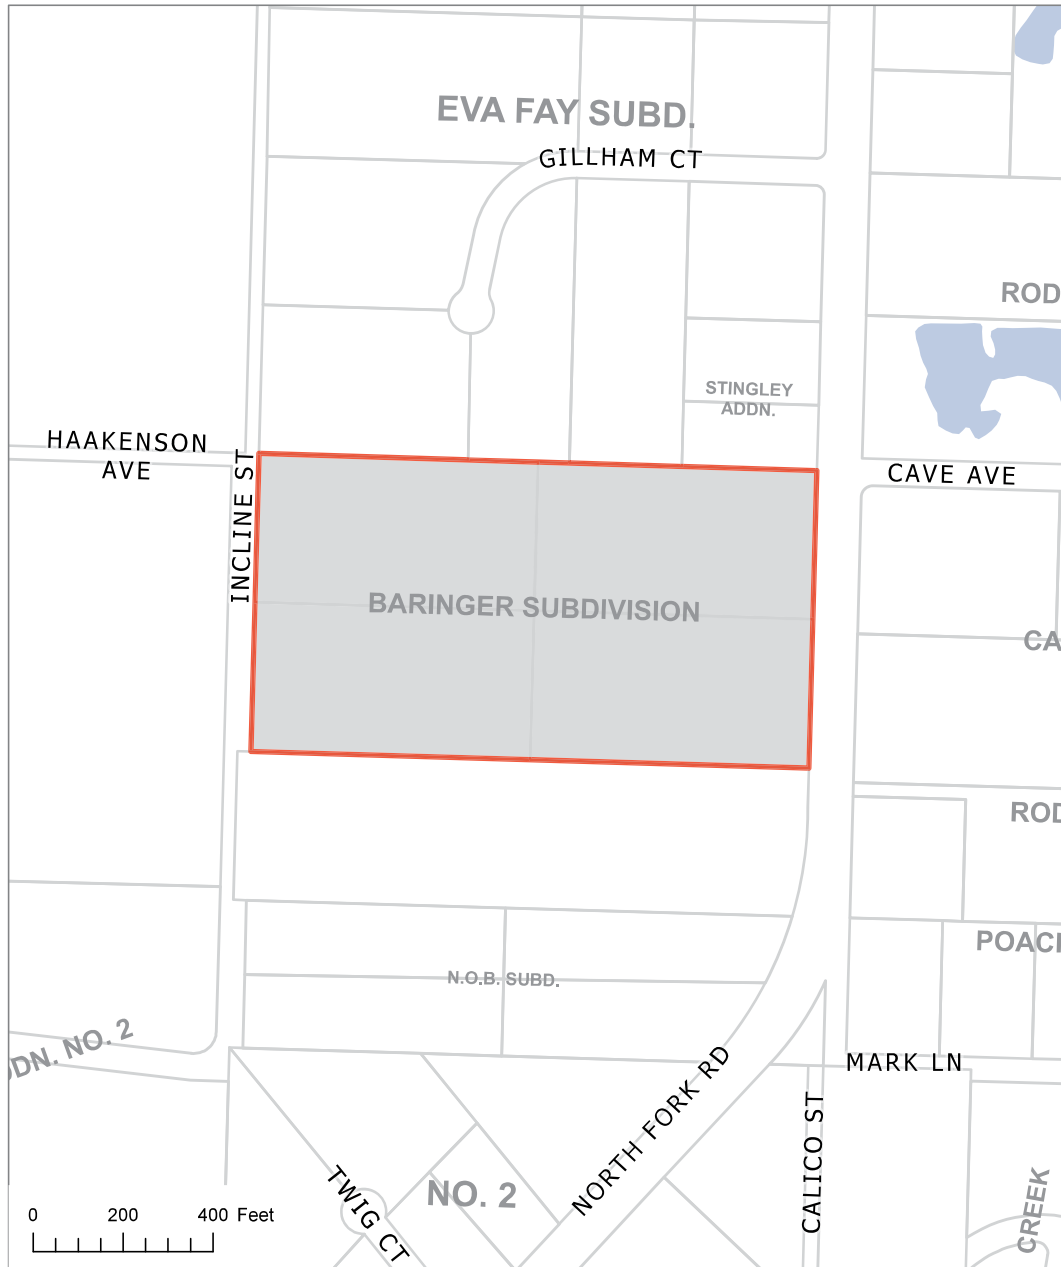 EVA FAY SUBD.
GILLHAM CT
ROD
STINGLEY
ADDN.
HAAKENSON
AVE
INCLINE ST
CAVE AVE
BARINGER SUBDIVISION
CA
ROD
POAC
N.O.B. SUBD.
DN. NO. 2
MARK LN
NORTH FORK RD
CALICO ST
TWIG CT
NO. 2
CREEK
0 200 400 Feet